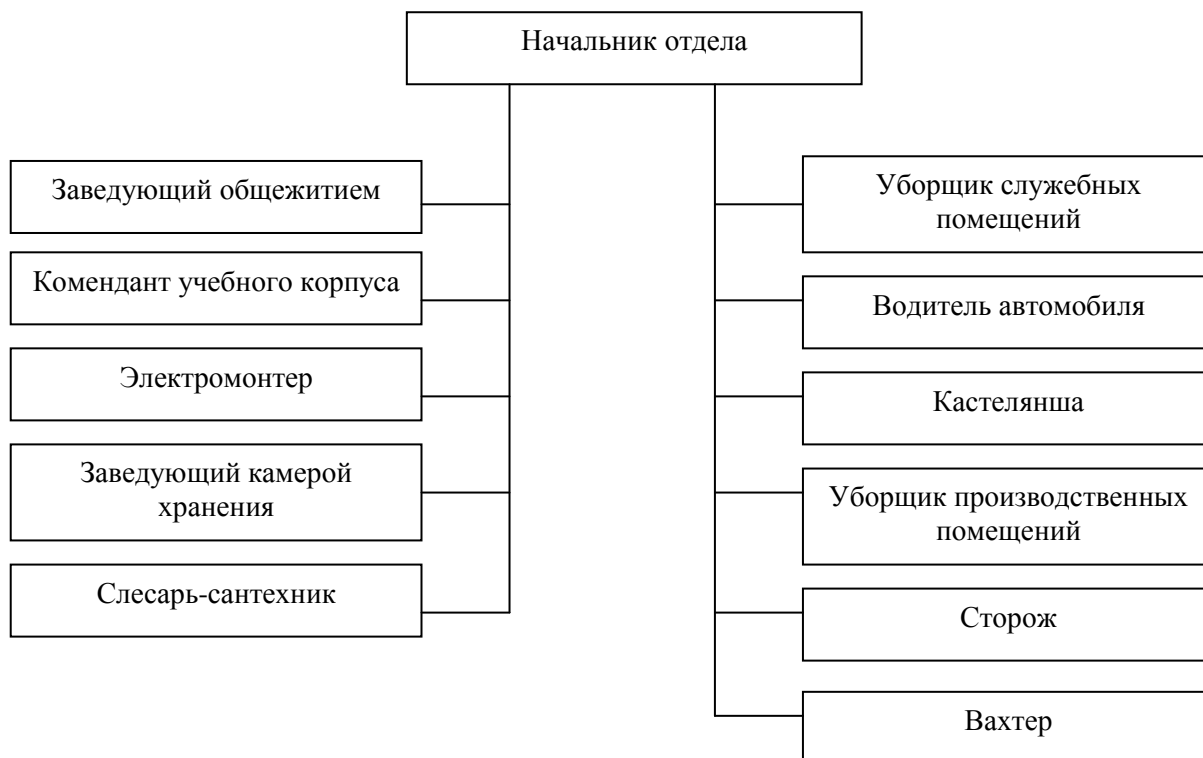 Начальник отдела
Заведующий общежитием
Комендант учебного корпуса
Электромонтер
Заведующий камерой
хранения
Слесарь-сантехник
Уборщик служебных
помещений
Водитель автомобиля
Кастелянша
Уборщик производственных
помещений
Сторож
Вахтер